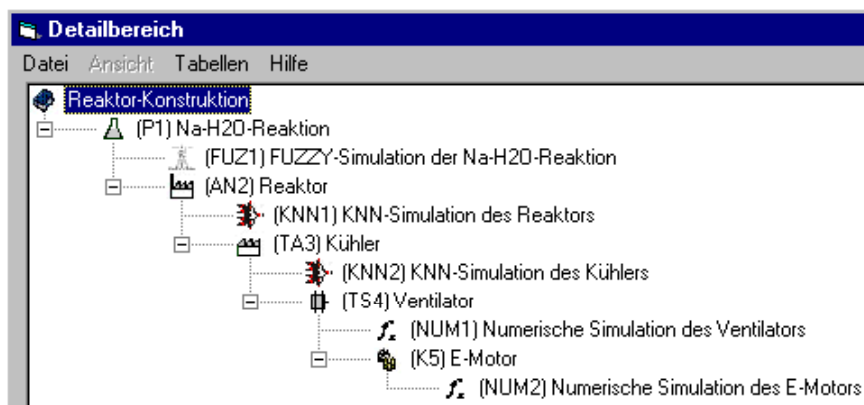 Detailbereich
Datei Ansicht Tabellen Hilfe
Reaktor-Konstruktion
(P1) Na-H2O-Reaktion
(FUZ1) FUZZY-Simulation der Na-H2O-Reaktion
(AN2) Reaktor
(KNN1) KNN-Simulation des Reaktors
(TA3) Kühler
(KNN2) KNN-Simulation des Kühlers
(TS4) Ventilator
(NUM1) Numerische Simulation des Ventilators
(K5) E-Motor
(NUM2) Numerische Simulation des E-Motors